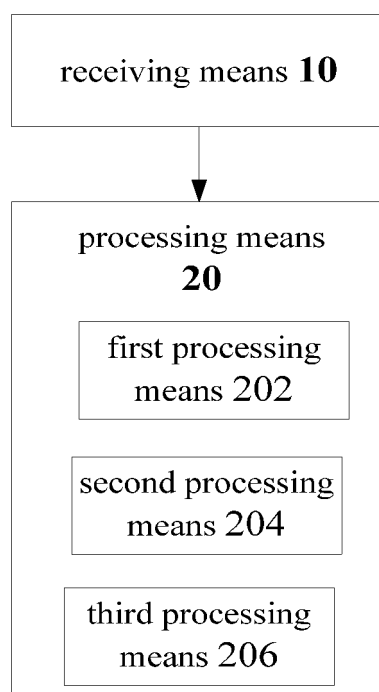 receiving means 10
processing means
20
first processing
means 202
second processing
means 204
third processing
means 206